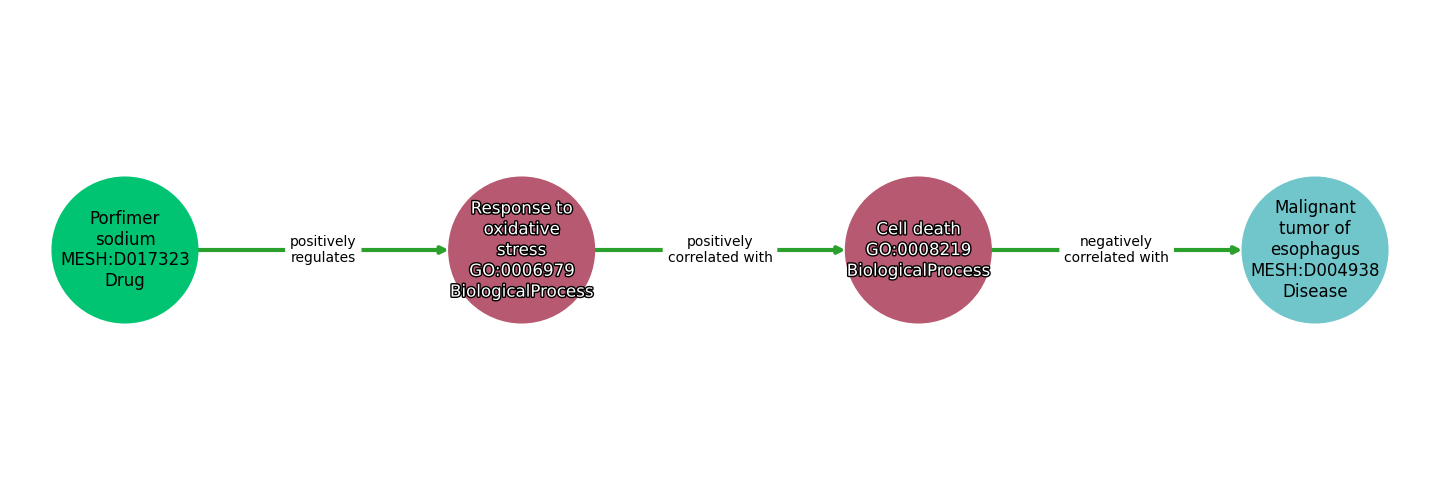 Porfimer
sodium
MESH:D017323
Drug
positively
regulates
Response to
oxidative
stress
GO:0006979
BiologicalProcess
positively
correlated with
Cell death
GO:0008219
BiologicalProcess
negatively
correlated with
Malignant
tumor of
esophagus
MESH:D004938
Disease